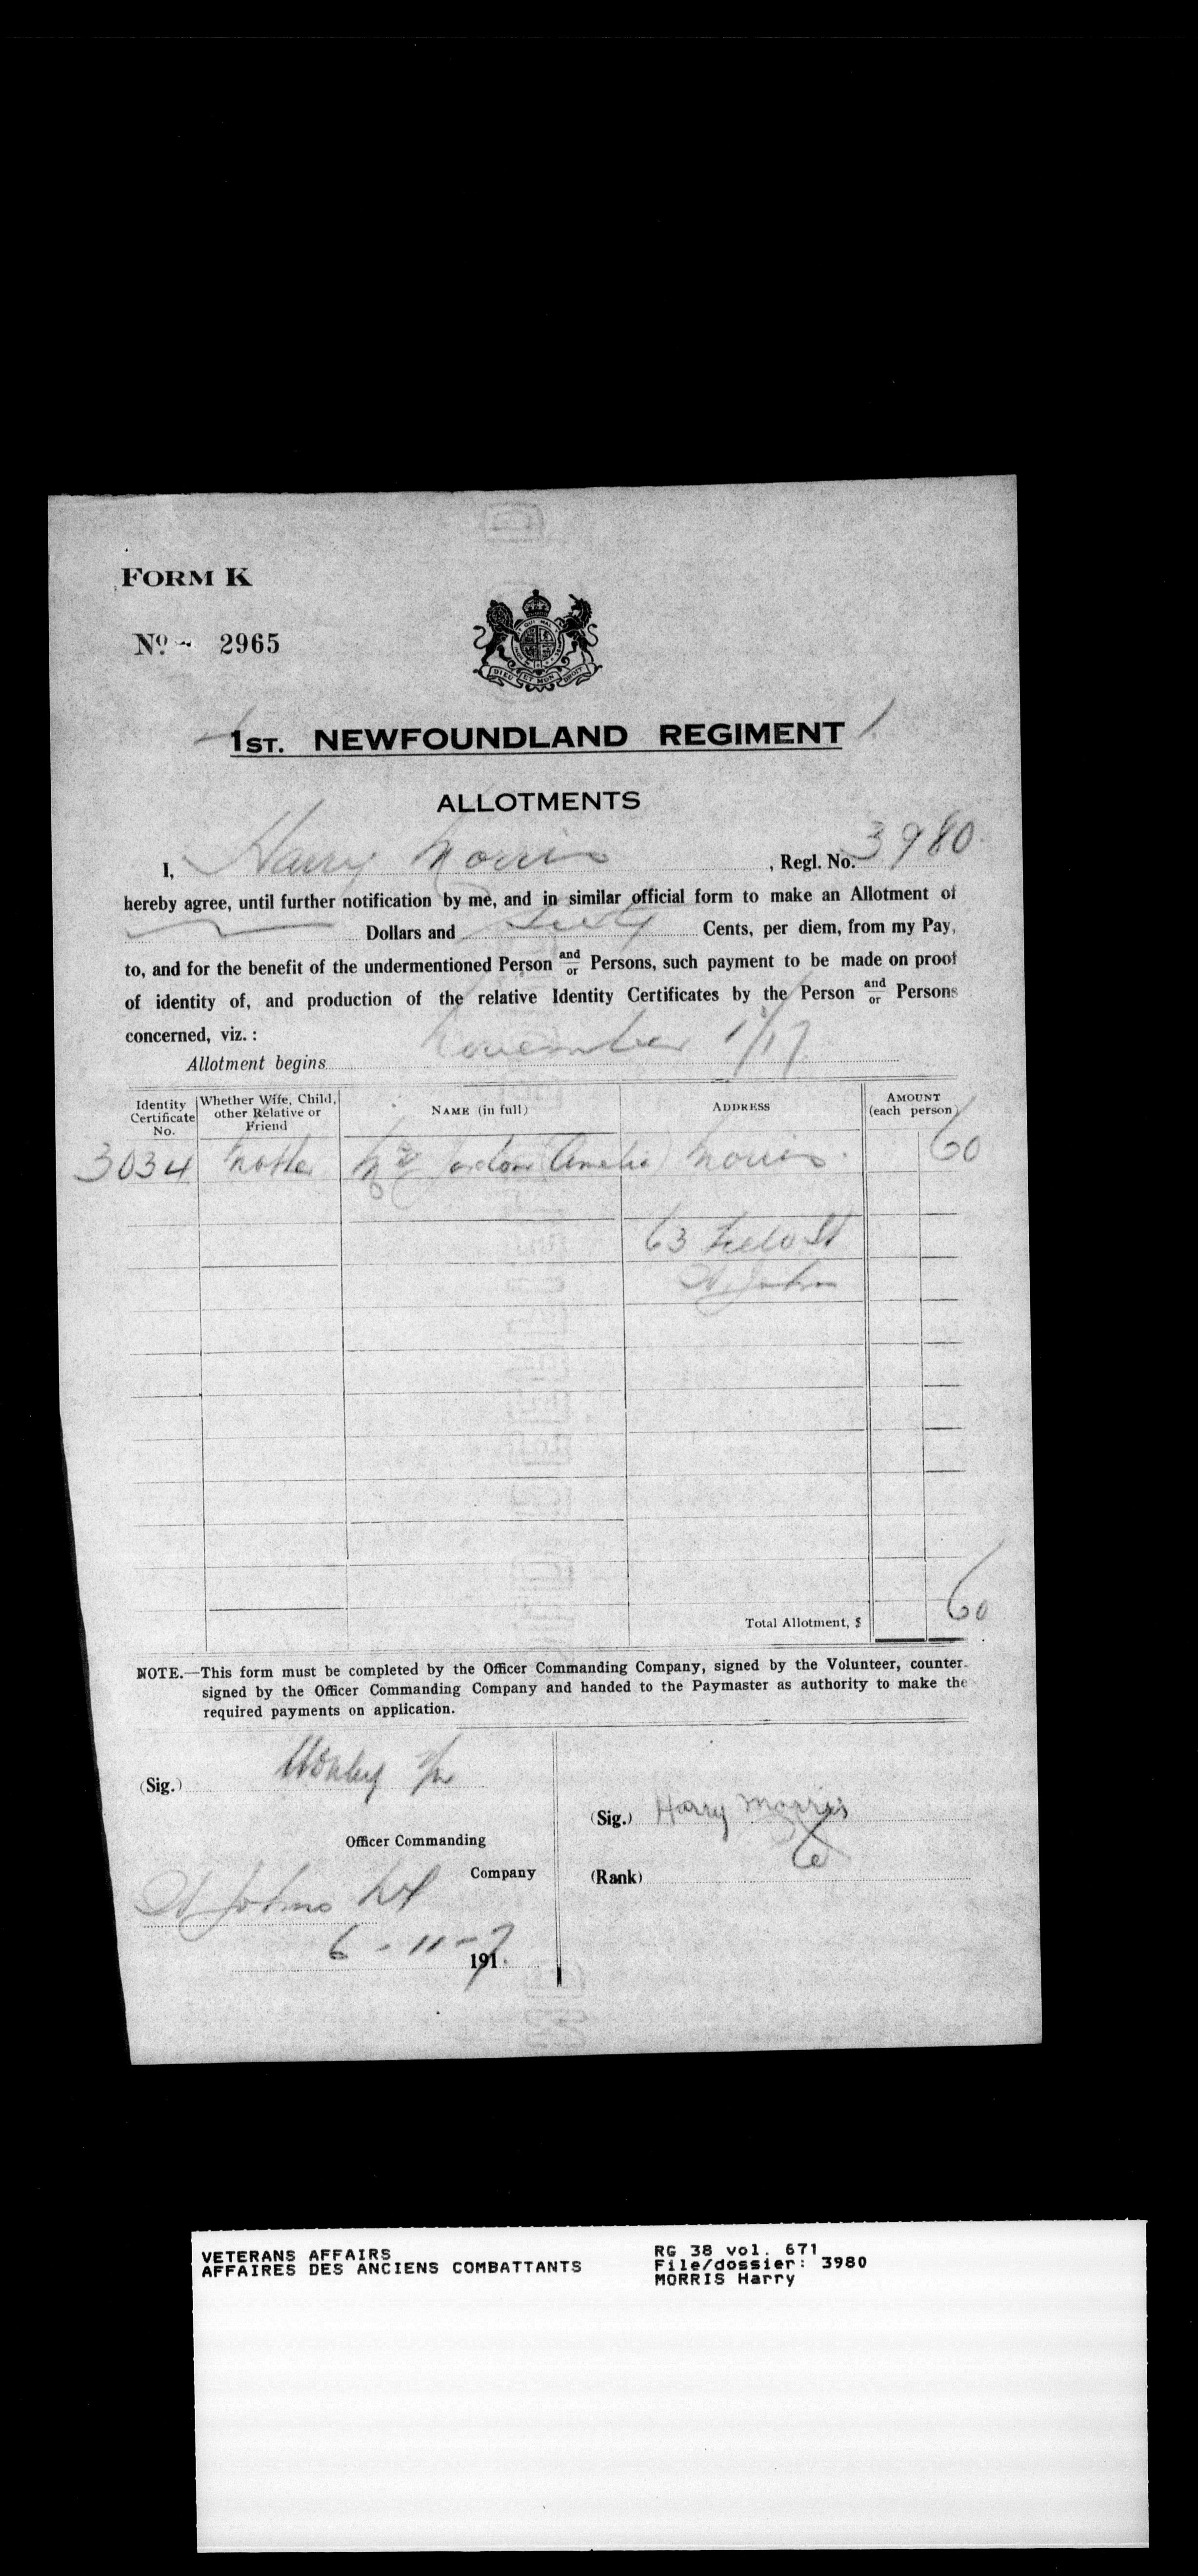 FORM K
No. 2965
1ST. NEWFOUNDLAND REGIMENT
ALLOTMENTS
I, Harry Morris, Regl. No. 3980
hereby agree, until further notification by me, and in similar official form to make an Allotment of
Dollars and Sixty Cents, per diem, from my Pay,
to, and for the benefit of the undermentioned Person and/or Persons, such payment to be made on proof
of identity of, and production of the relative Identity Certificates by the Person and/or Persons
concerned, viz.:
Allotment begins November 1/17
Identity Certificate No. Whether Wife, Child, other Relative or Friend NAME (in full) ADDRESS AMOUNT (each person)
3034 Mother Mrs (Amelia) Morris. 60
63 St
St. Johns
Total Allotment, $ 60
NOTE.—This form must be completed by the Officer Commanding Company, signed by the Volunteer, counter-
signed by the Officer Commanding Company and handed to the Paymaster as authority to make the
required payments on application.
(Sig.)
(Sig.) Harry Morris
Officer Commanding
Company
(Rank)
St Johns Nfl
6-11-1917
VETERANS AFFAIRS
AFFAIRES DES ANCIENS COMBATTANTS
RG 38 vol. 671
File/dossier: 3980
MORRIS Harry